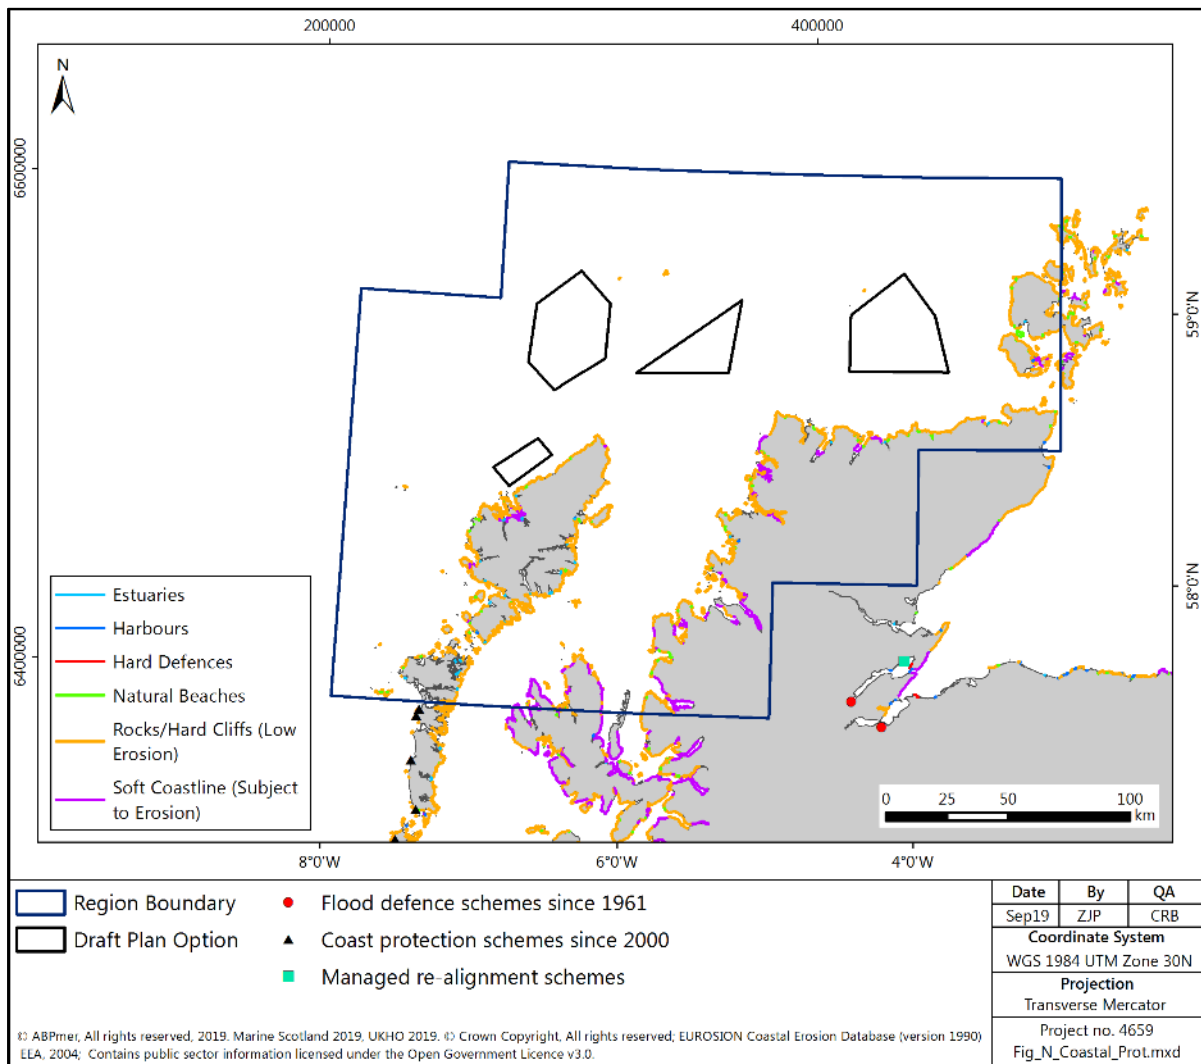 200000
400000
N
6600000
59°0'N
58°0'N
6400000
Estuaries
Harbours
Hard Defences
Natural Beaches
Rocks/Hard Cliffs (Low
Erosion)
Soft Coastline (Subject
to Erosion)
0 25 50 100
km
8°0'W
6°0'W
4°0'W
Region Boundary
Draft Plan Option
Flood defence schemes since 1961
Coast protection schemes since 2000
Managed re-alignment schemes
Date By QA
Sep19 ZJP CRB
Coordinate System
WGS 1984 UTM Zone 30N
Projection
Transverse Mercator
Project no. 4659
Fig_N_Coastal_Prot.mxd
© ABPmer, All rights reserved, 2019. Marine Scotland 2019, UKHO 2019. © Crown Copyright, All rights reserved; EUROSION Coastal Erosion Database (version 1990)
EEA, 2004; Contains public sector information licensed under the Open Government Licence v3.0.